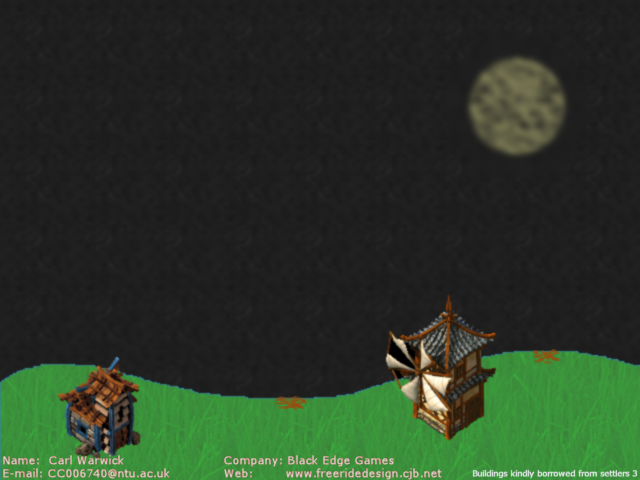 Name: Carl Warwick
Company: Black Edge Games
E-mail: CC006740@ntu.ac.uk
Web: www.freeridedesign.cjb.net
Buildings kindly borrowed from settlers 3